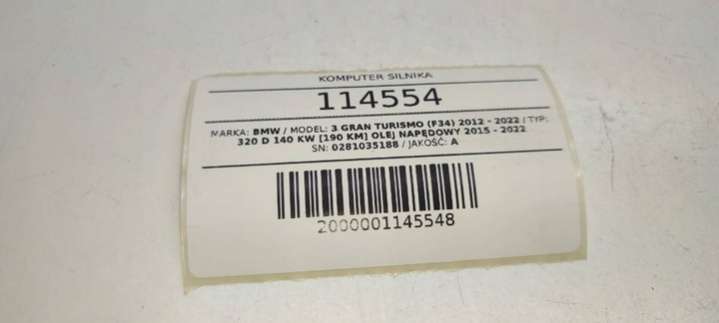 KOMPUTER SILNIKA
114554
MARKA: BMW / MODEL: 3 GRAN TURISMO (F34) 2012 - 2022 / TYP:
320 D 140 KW [190 KM] OLEJ NAPĘDOWY 2015 - 2022
SN: 0281035188 / JAKOŚĆ: A
2000001145548